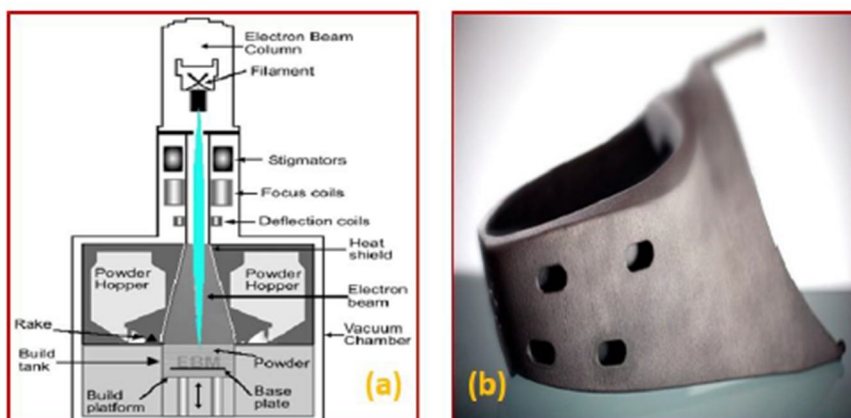 Electron Beam
Column
Filament
Stigmators
Focus coils
Deflection coils
Heat
shield
Powder
Hopper
Powder
Hopper
Electron
beam
Rake
Vacuum
Chamber
Build
tank
EBM
Powder
Build
platform
Base
plate
(a)
(b)